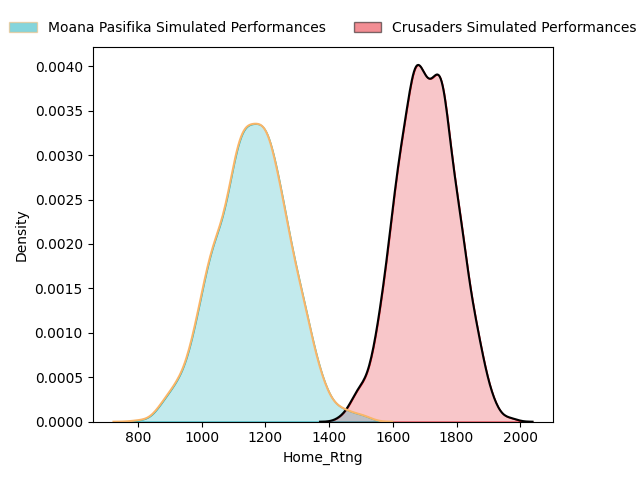 Moana Pasifika Simulated Performances Crusaders Simulated Performances
0.0040
0.0035
0.0030
0.0025
0.0020
0.0015
0.0010
0.0005
0.0000
Density
800 1000 1200 1400 1600 1800 2000
Home_Rtng